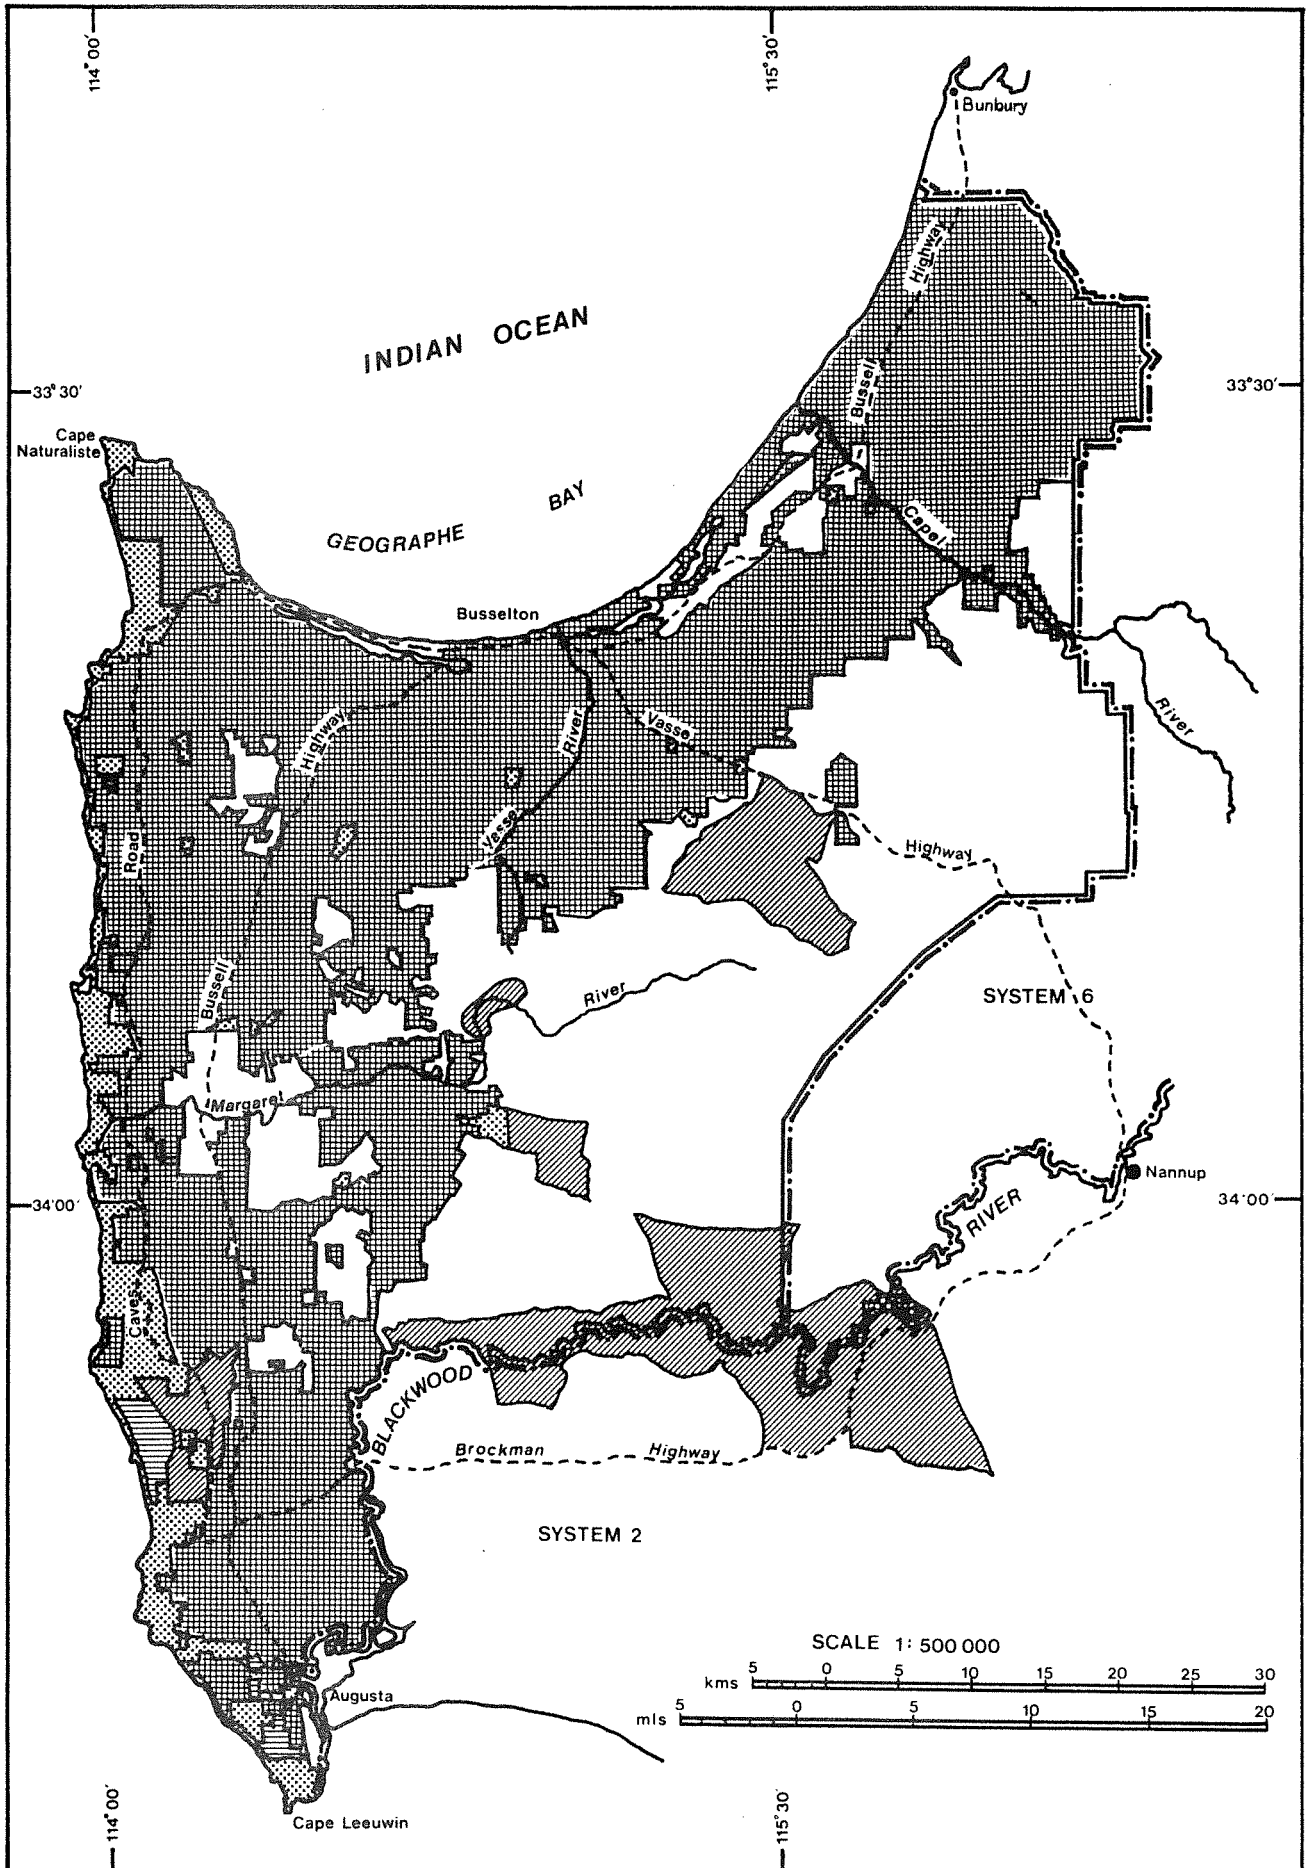 114° 00'
115° 30'
Bunbury
Highway
INDIAN OCEAN
33° 30'
33° 30'
Bussell
Cape
Naturaliste
BAY
GEOGRAPHE
Capel
Busselton
River
Highway
River
Vasse
Road
Vasse
Highway
Bussell
River
SYSTEM 6
Margaret
Nannup
34°00'
34°00'
RIVER
Caves
BLACKWOOD
Brockman Highway
SYSTEM 2
SCALE 1: 500 000
kms 5 0 5 10 15 20 25 30
mls 5 0 5 10 15 20
Augusta
Cape Leeuwin
114° 00'
115° 30'